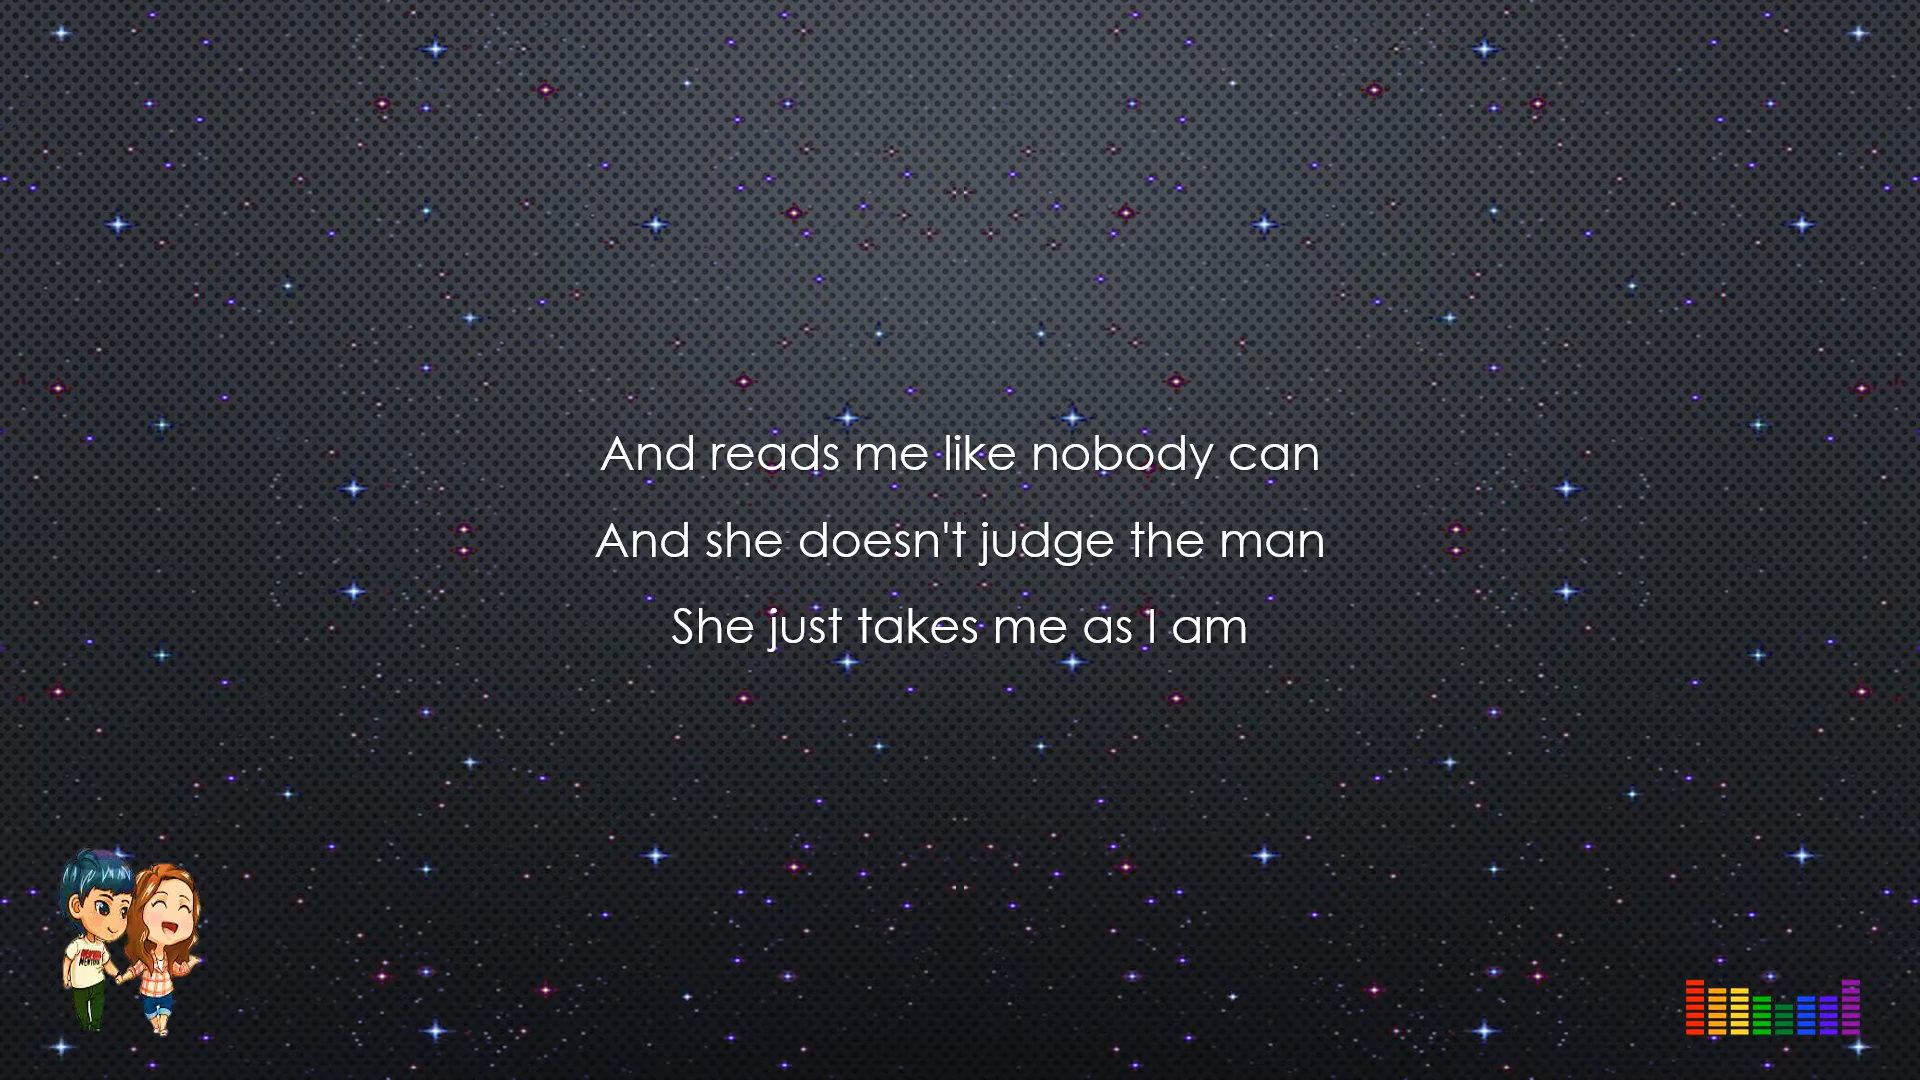 And reads me like nobody can
And she doesn't judge the man
She just takes me as I am